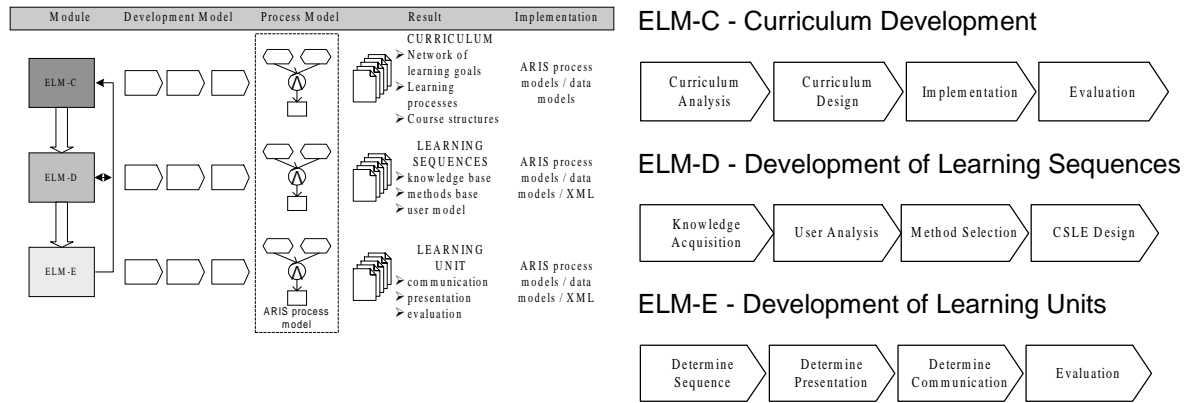 Module Development Model Process Model Result Implementation
ELM-C
CURRICULUM
➢ Network of
learning goals
➢ Learning
processes
➢ Course structures
ARIS process
models / data
models
ELM-D
LEARNING
SEQUENCES
➢ knowledge base
➢ methods base
➢ user model
ARIS process
models / data
models / XML
ELM-E
LEARNING
UNIT
➢ communication
➢ presentation
➢ evaluation
ARIS process
models / data
models / XML
ARIS process
model
ELM-C - Curriculum Development
Curriculum
Analysis
Curriculum
Design
Implementation
Evaluation
ELM-D - Development of Learning Sequences
Knowledge
Acquisition
User Analysis
Method Selection
CSLE Design
ELM-E - Development of Learning Units
Determine
Sequence
Determine
Presentation
Determine
Communication
Evaluation